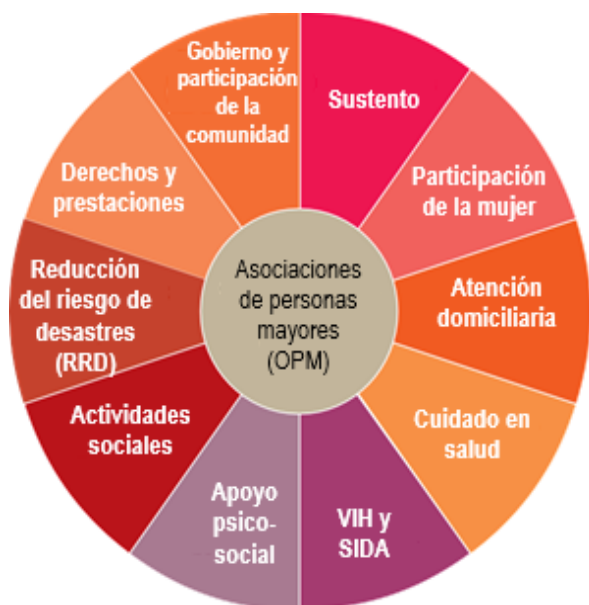 Gobierno y
participación
de la
comunidad
Sustento
Participación
de la mujer
Atención
domiciliaria
Cuidado en
salud
VIH y
SIDA
Apoyo
psico-
social
Actividades
sociales
Reducción
del riesgo de
desastres
(RRD)
Derechos y
prestaciones
Asociaciones
de personas
mayores
(OPM)